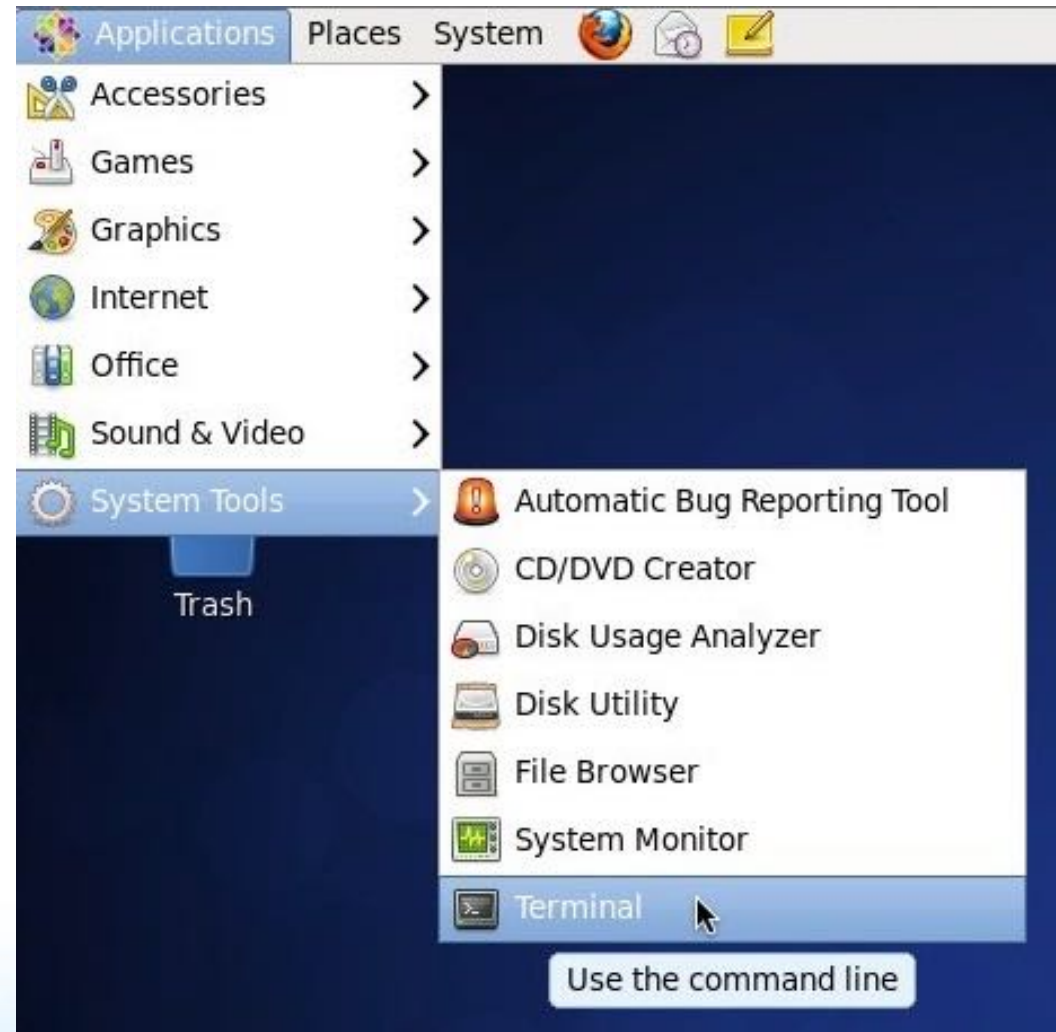 Applications Places System
Accessories
Games
Graphics
Internet
Office
Sound & Video
System Tools
Automatic Bug Reporting Tool
CD/DVD Creator
Disk Usage Analyzer
Disk Utility
File Browser
System Monitor
Terminal
Use the command line
Trash